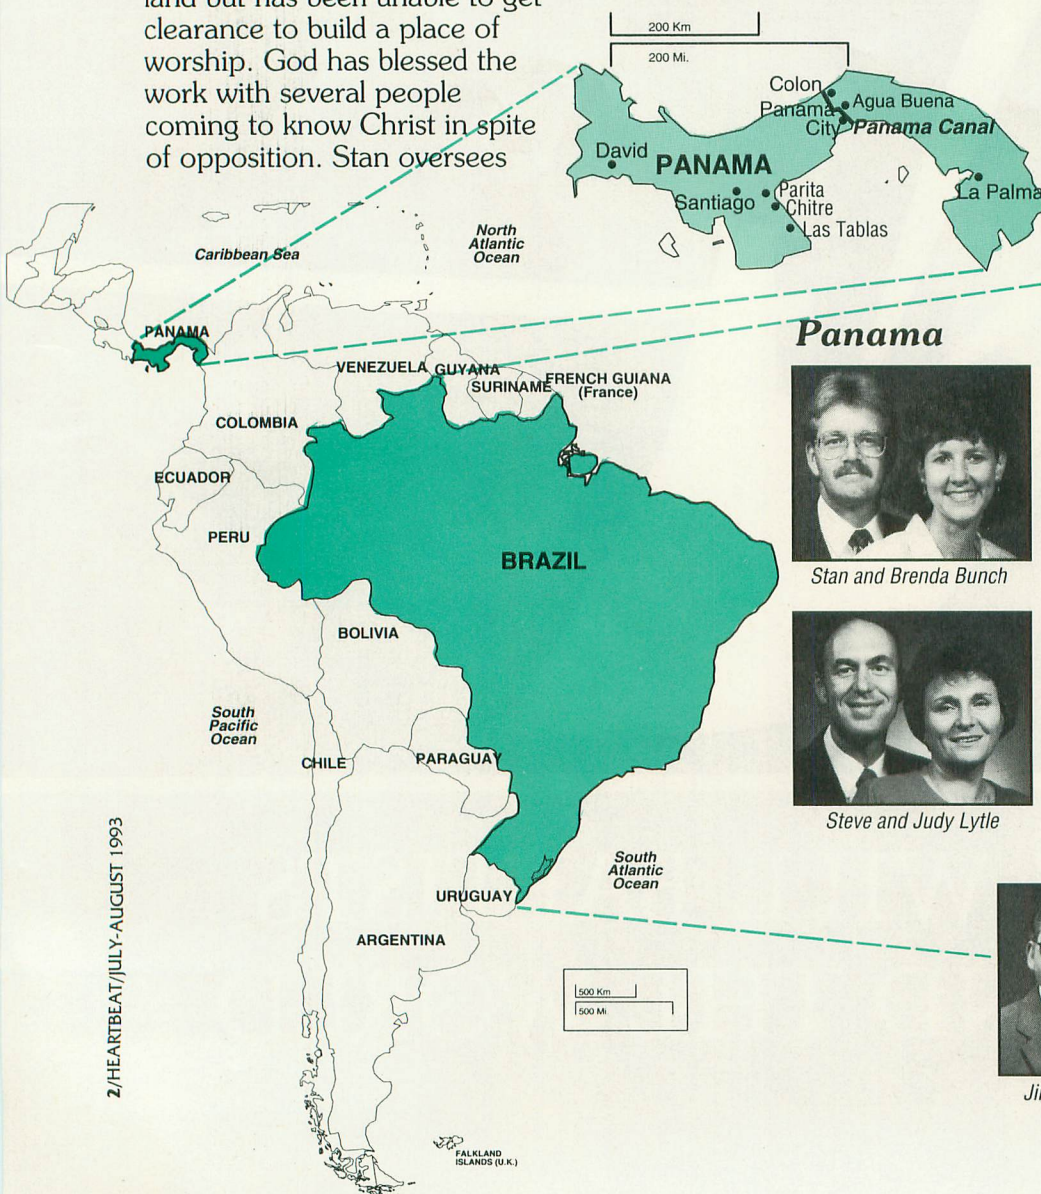 clearance to build a place of
worship. God has blessed the
work with several people
coming to know Christ in spite
of opposition. Stan oversees
200 Km
200 Mi.
Colon
Panama
City
Agua Buena
Panama Canal
David
PANAMA
Santiago
Parita
Chitre
Las Tablas
La Palma
Caribbean Sea
North
Atlantic
Ocean
PANAMA
VENEZUELA
GUYANA
SURINAME
FRENCH GUIANA
(France)
COLOMBIA
ECUADOR
PERU
BRAZIL
BOLIVIA
South
Pacific
Ocean
CHILE
PARAGUAY
South
Atlantic
Ocean
URUGUAY
ARGENTINA
500 Km
500 Mi
FALKLAND
ISLANDS (U.K.)
Panama
Stan and Brenda Bunch
Steve and Judy Lytle
2/HEARTBEAT/JULY-AUGUST 1993